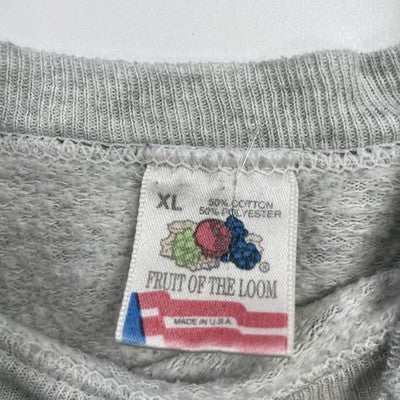 XL
50% COTTON
50% POLYESTER
®
FRUIT OF THE LOOM
MADE IN U.S.A.